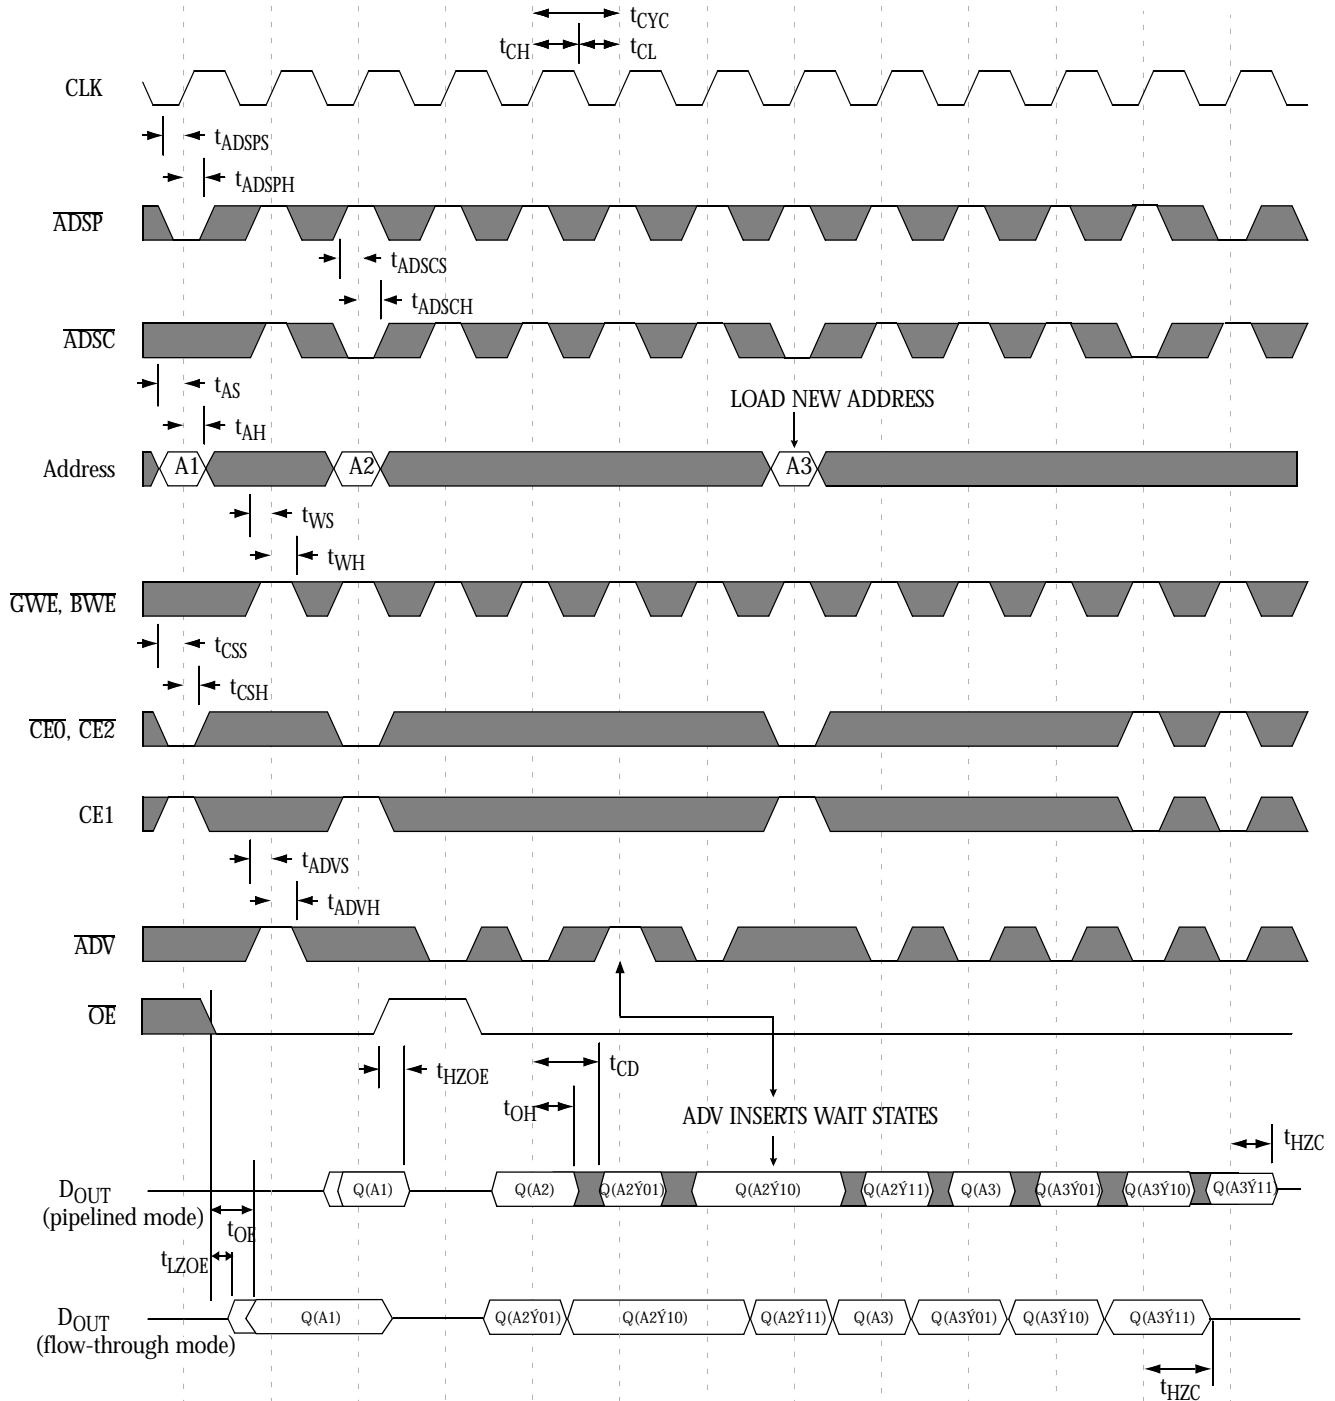 tCYC
tCH
tCL
CLK
tADSPS
tADSPH
ADSP
tADSCS
tADSCH
ADSC
tAS
LOAD NEW ADDRESS
tAH
Address
A1
A2
A3
tWS
tWH
GWE, BWE
tCSS
tCSH
CE0, CE2
CE1
tADVS
tADVH
ADV
OE
tHZOE
tCD
tOH
ADV INSERTS WAIT STATES
tHZC
DOUT
(pipelined mode)
Q(A1)
Q(A2)
Q(A2Ý01)
Q(A2Ý10)
Q(A2Ý11)
Q(A3)
Q(A3Ý01)
Q(A3Ý10)
Q(A3Ý11)
tOE
tLZOE
DOUT
(flow-through mode)
Q(A1)
Q(A2Ý01)
Q(A2Ý10)
Q(A2Ý11)
Q(A3)
Q(A3Ý01)
Q(A3Ý10)
Q(A3Ý11)
tHZC